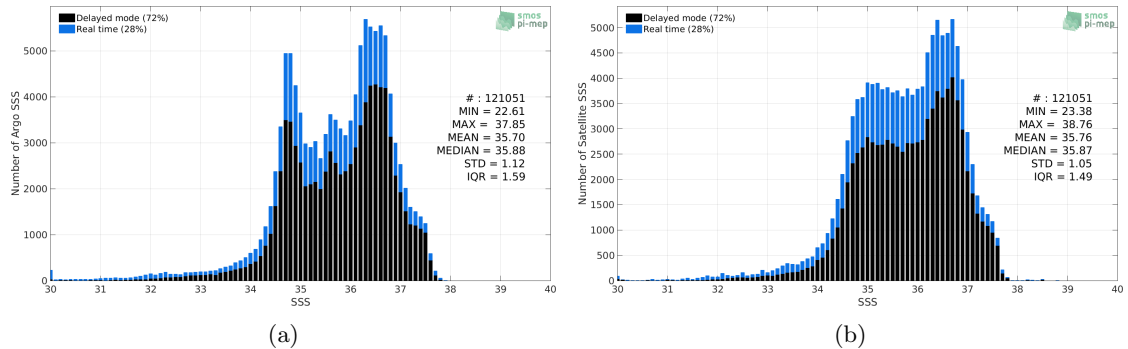 Delayed mode (72%)
Real time (28%)
smos
pi-mep
Number of Argo SSS
5000
4000
3000
2000
1000
0
# : 121051
MIN = 22.61
MAX = 37.85
MEAN = 35.70
MEDIAN = 35.88
STD = 1.12
IQR = 1.59
30 31 32 33 34 35 36 37 38 39 40
SSS
(a)
Delayed mode (72%)
Real time (28%)
smos
pi-mep
Number of Satellite SSS
5000
4500
4000
3500
3000
2500
2000
1500
1000
500
0
# : 121051
MIN = 23.38
MAX = 38.76
MEAN = 35.76
MEDIAN = 35.87
STD = 1.05
IQR = 1.49
30 31 32 33 34 35 36 37 38 39 40
SSS
(b)